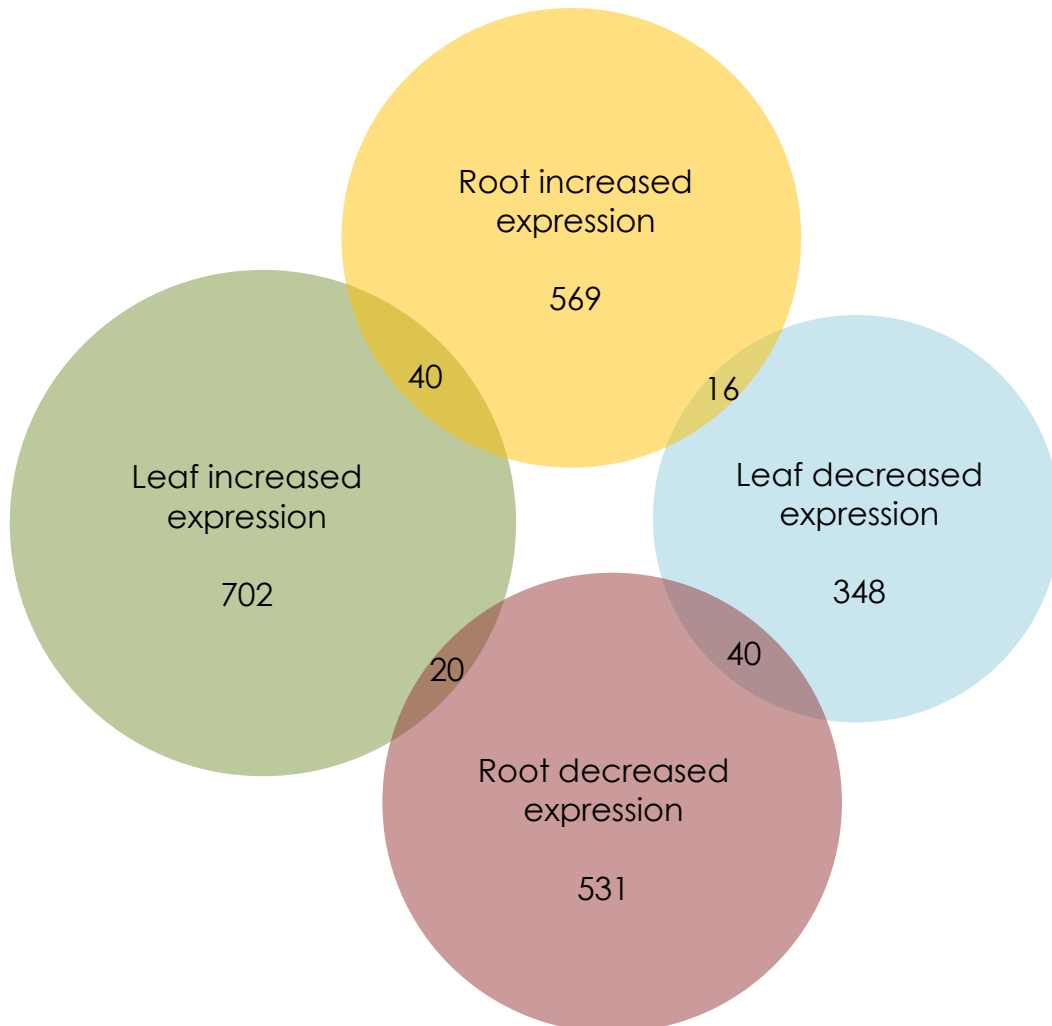 Root increased
expression
569
40
16
Leaf increased
expression
702
Leaf decreased
expression
348
20
40
Root decreased
expression
531